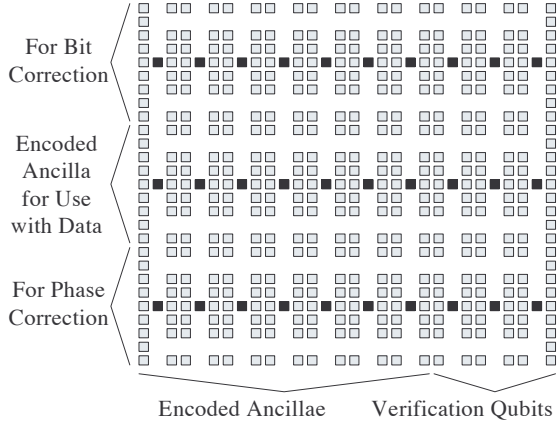 For Bit
Correction
Encoded
Ancilla
for Use
with Data
For Phase
Correction
Encoded Ancillae
Verification Qubits